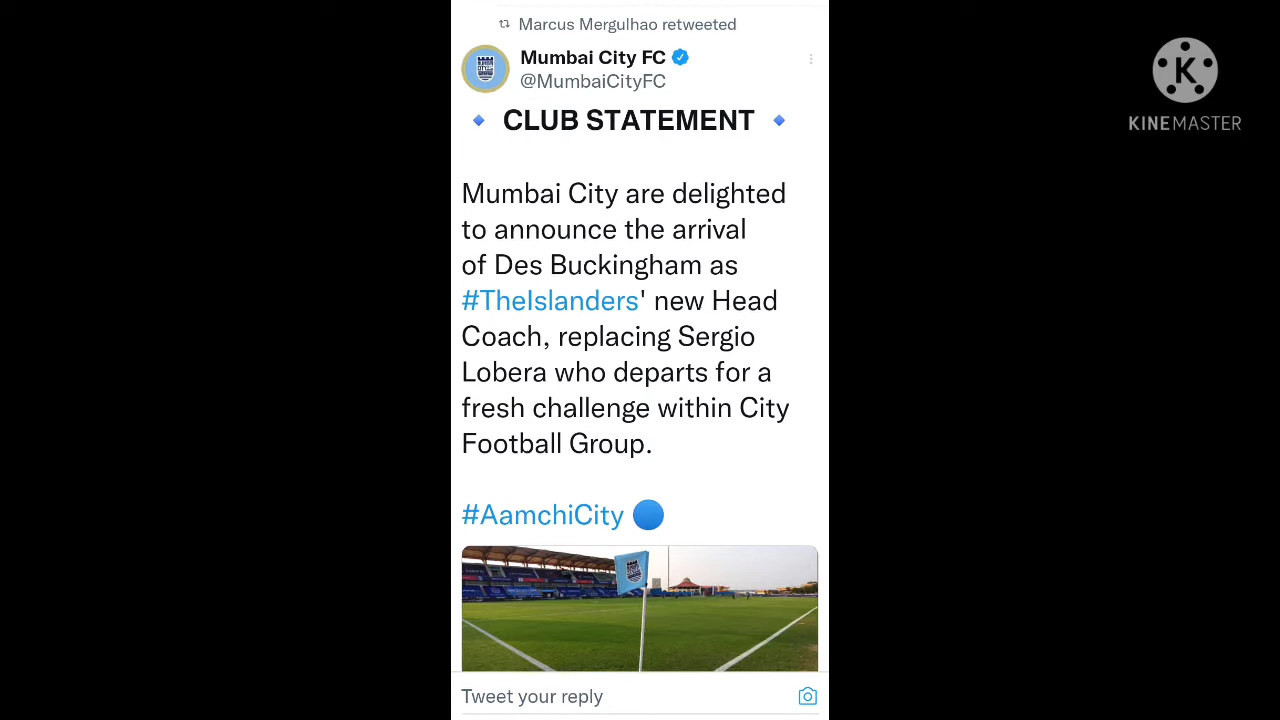 Marcus Mergulhao retweeted
Mumbai City FC
@MumbaiCityFC
CLUB STATEMENT
Mumbai City are delighted
to announce the arrival
of Des Buckingham as
#TheIslanders' new Head
Coach, replacing Sergio
Lobera who departs for a
fresh challenge within City
Football Group.
#AamchiCity
Tweet your reply
K
KINEMASTER